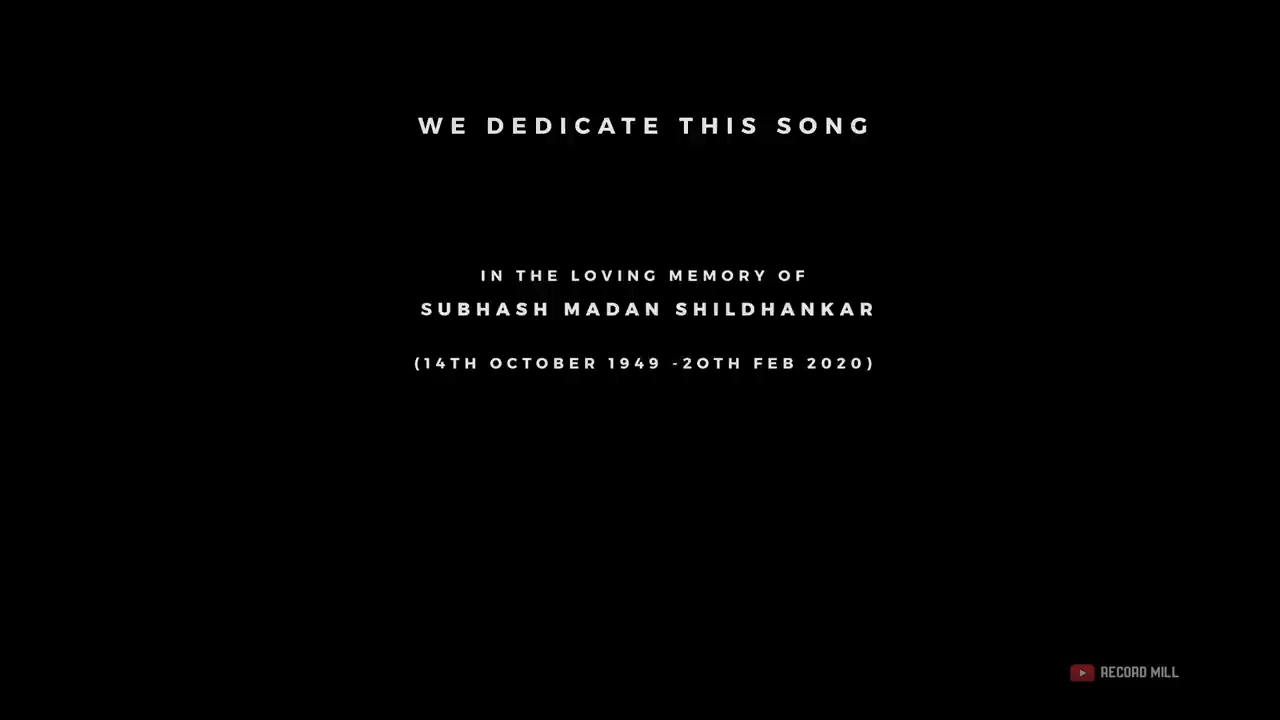 WE DEDICATE THIS SONG
IN THE LOVING MEMORY OF
SUBHASH MADAN SHILDHANKAR
(14TH OCTOBER 1949 -20TH FEB 2020)
RECORD MILL